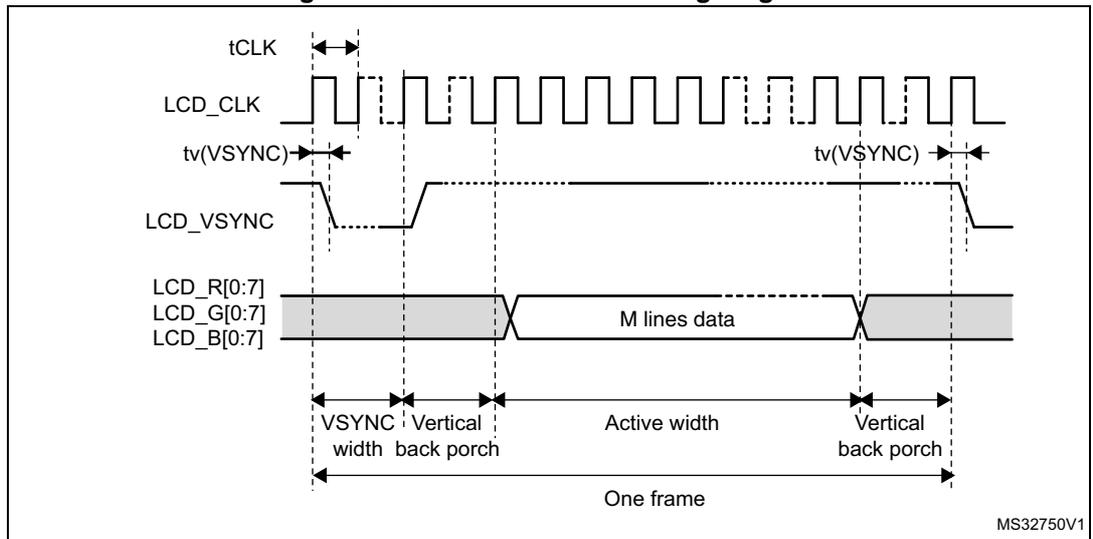 tCLK
LCD_CLK
tv(VSYNC)
tv(VSYNC)
LCD_VSYNC
LCD_R[0:7]
LCD_G[0:7]
LCD_B[0:7]
M lines data
VSYNC width
Vertical back porch
Active width
Vertical back porch
One frame
MS32750V1